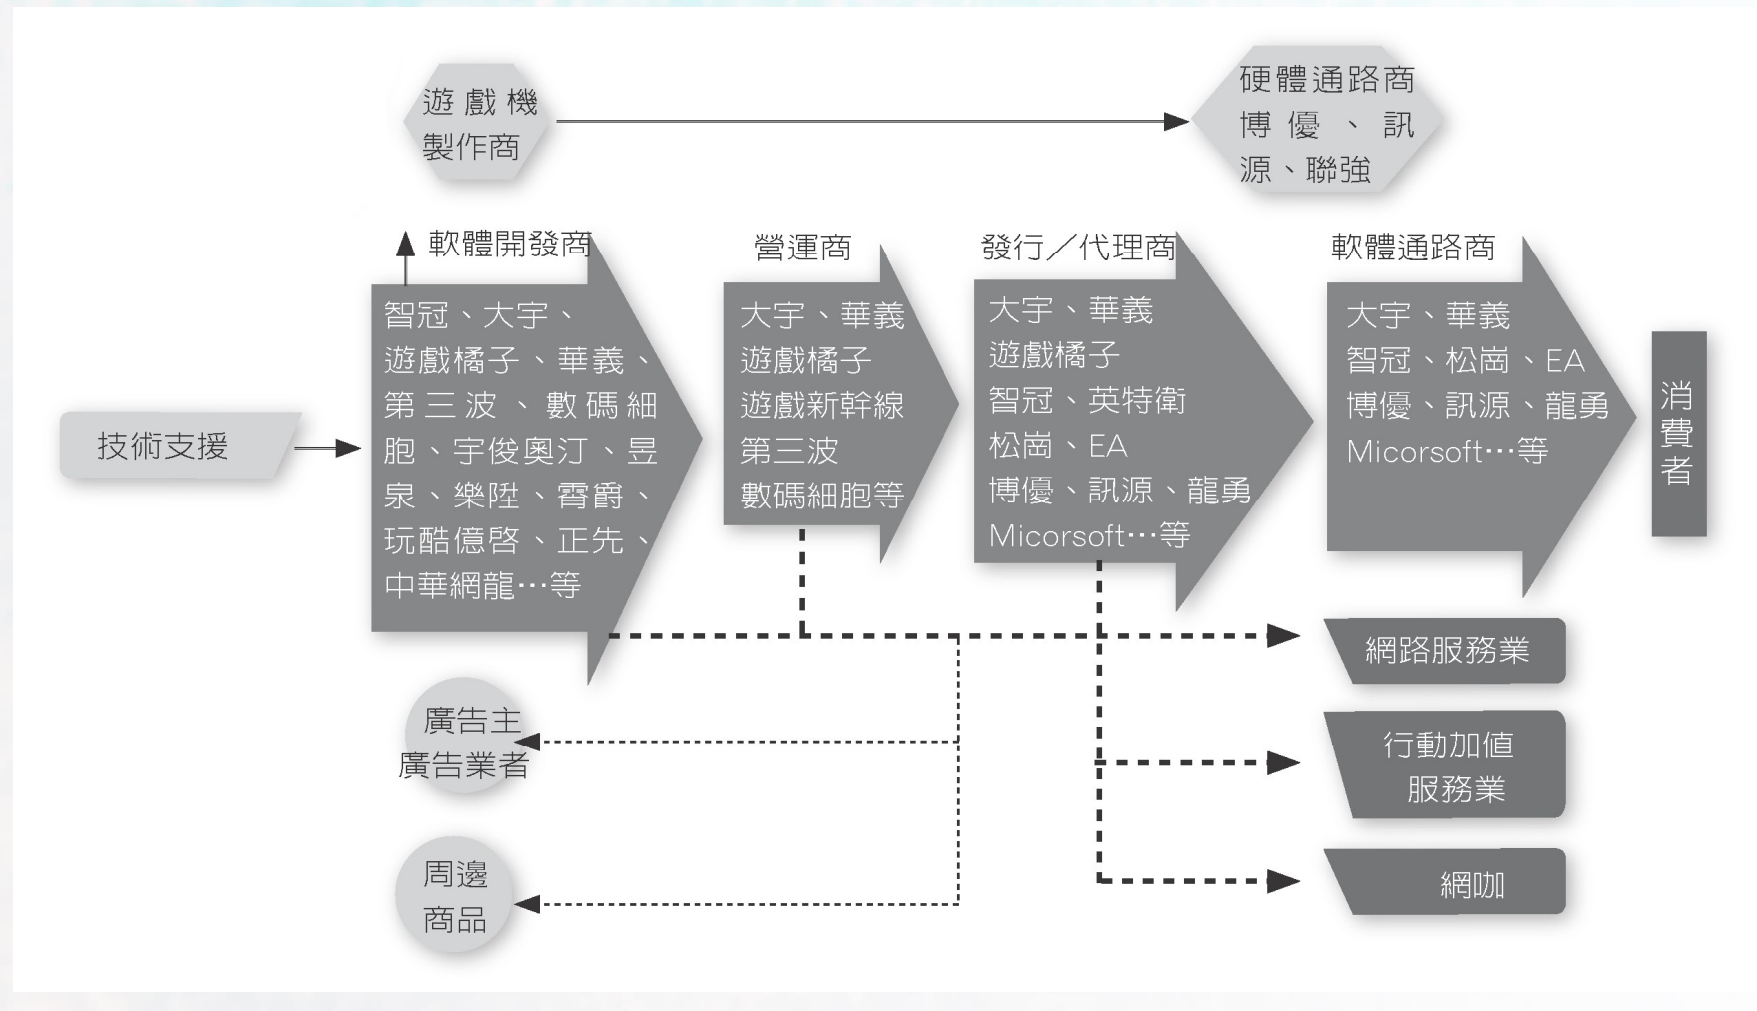 遊戲機
製作商
硬體通路商
博優、訊
源、聯強
技術支援
軟體開發商
智冠、大宇、
遊戲橘子、華義、
第三波、數碼細
胞、宇俊奧汀、昱
泉、樂陞、霄爵、
玩酷億啓、正先、
中華網龍…等
營運商
大宇、華義
遊戲橘子
遊戲新幹線
第三波
數碼細胞等
發行／代理商
大宇、華義
遊戲橘子
智冠、英特衛
松崗、EA
博優、訊源、龍勇
Micorsoft…等
軟體通路商
大宇、華義
智冠、松崗、EA
博優、訊源、龍勇
Micorsoft…等
消費者
廣告主
廣告業者
周邊
商品
網路服務業
行動加值
服務業
網咖